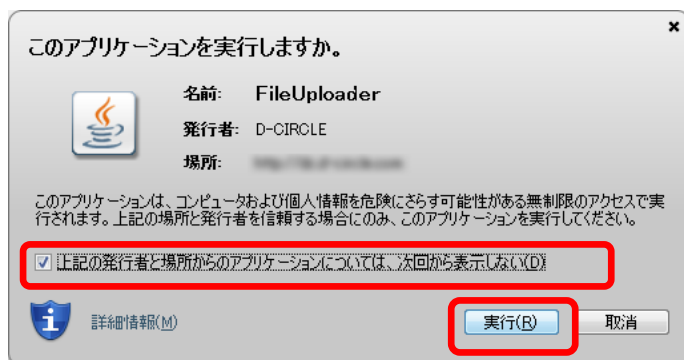 このアプリケーションを実行しますか。
名前: FileUploader
発行者: D-CIRCLE
場所:
このアプリケーションは、コンピュータおよび個人情報を危険にさらす可能性がある無制限のアクセスで実
行されます。上記の場所と発行者を信頼する場合にのみ、このアプリケーションを実行してください。
上記の発行者と場所からのアプリケーションについては、次回から表示しない(D)
詳細情報(M)
実行(R)
取消